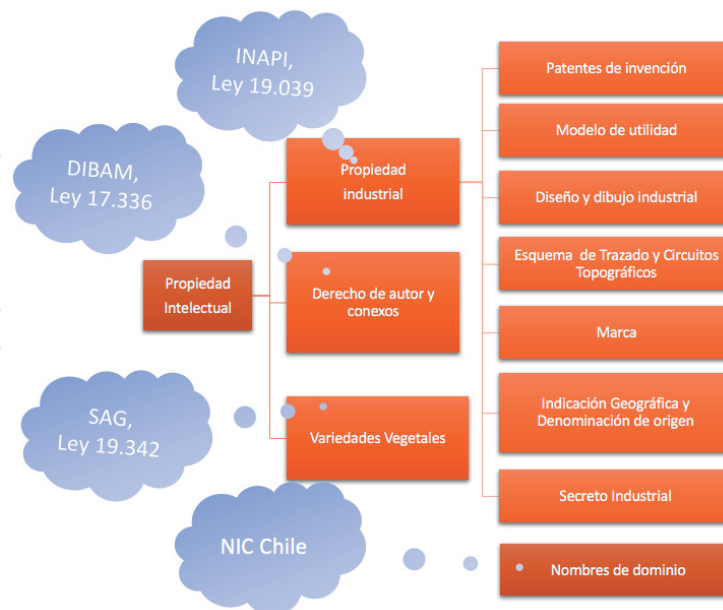 INAPI,
Ley 19.039
DIBAM,
Ley 17.336
SAG,
Ley 19.342
NIC Chile
Propiedad
Intelectual
Propiedad
industrial
Derecho de autor y
conexos
Variedades Vegetales
Patentes de invención
Modelo de utilidad
Diseño y dibujo industrial
Esquema de Trazado y Circuitos
Topográficos
Marca
Indicación Geográfica y
Denominación de origen
Secreto Industrial
Nombres de dominio